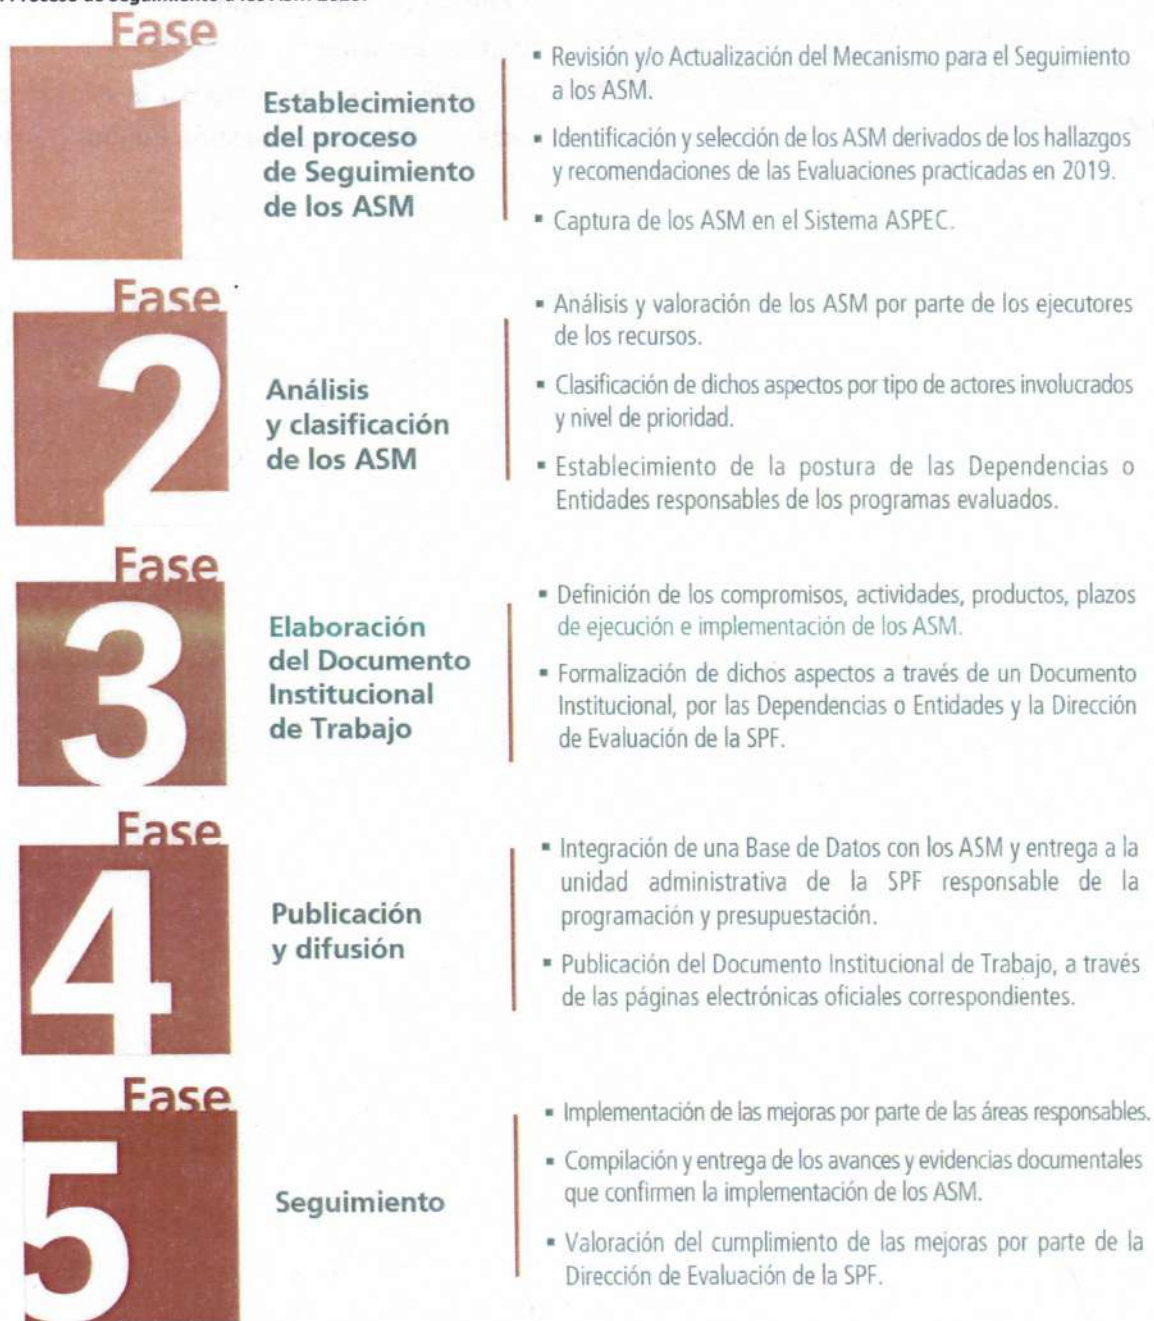 Proceso de seguimiento a los ASM 2020.
Fase
1
Establecimiento
del proceso
de Seguimiento
de los ASM
▪ Revisión y/o Actualización del Mecanismo para el Seguimiento
a los ASM.
▪ Identificación y selección de los ASM derivados de los hallazgos
y recomendaciones de las Evaluaciones practicadas en 2019.
▪ Captura de los ASM en el Sistema ASPEC.
Fase
2
Análisis
y clasificación
de los ASM
▪ Análisis y valoración de los ASM por parte de los ejecutores
de los recursos.
▪ Clasificación de dichos aspectos por tipo de actores involucrados
y nivel de prioridad.
▪ Establecimiento de la postura de las Dependencias o
Entidades responsables de los programas evaluados.
Fase
3
Elaboración
del Documento
Institucional
de Trabajo
▪ Definición de los compromisos, actividades, productos, plazos
de ejecución e implementación de los ASM.
▪ Formalización de dichos aspectos a través de un Documento
Institucional, por las Dependencias o Entidades y la Dirección
de Evaluación de la SPF.
Fase
4
Publicación
y difusión
▪ Integración de una Base de Datos con los ASM y entrega a la
unidad administrativa de la SPF responsable de la
programación y presupuestación.
▪ Publicación del Documento Institucional de Trabajo, a través
de las páginas electrónicas oficiales correspondientes.
Fase
5
Seguimiento
▪ Implementación de las mejoras por parte de las áreas responsables.
▪ Compilación y entrega de los avances y evidencias documentales
que confirmen la implementación de los ASM.
▪ Valoración del cumplimiento de las mejoras por parte de la
Dirección de Evaluación de la SPF.